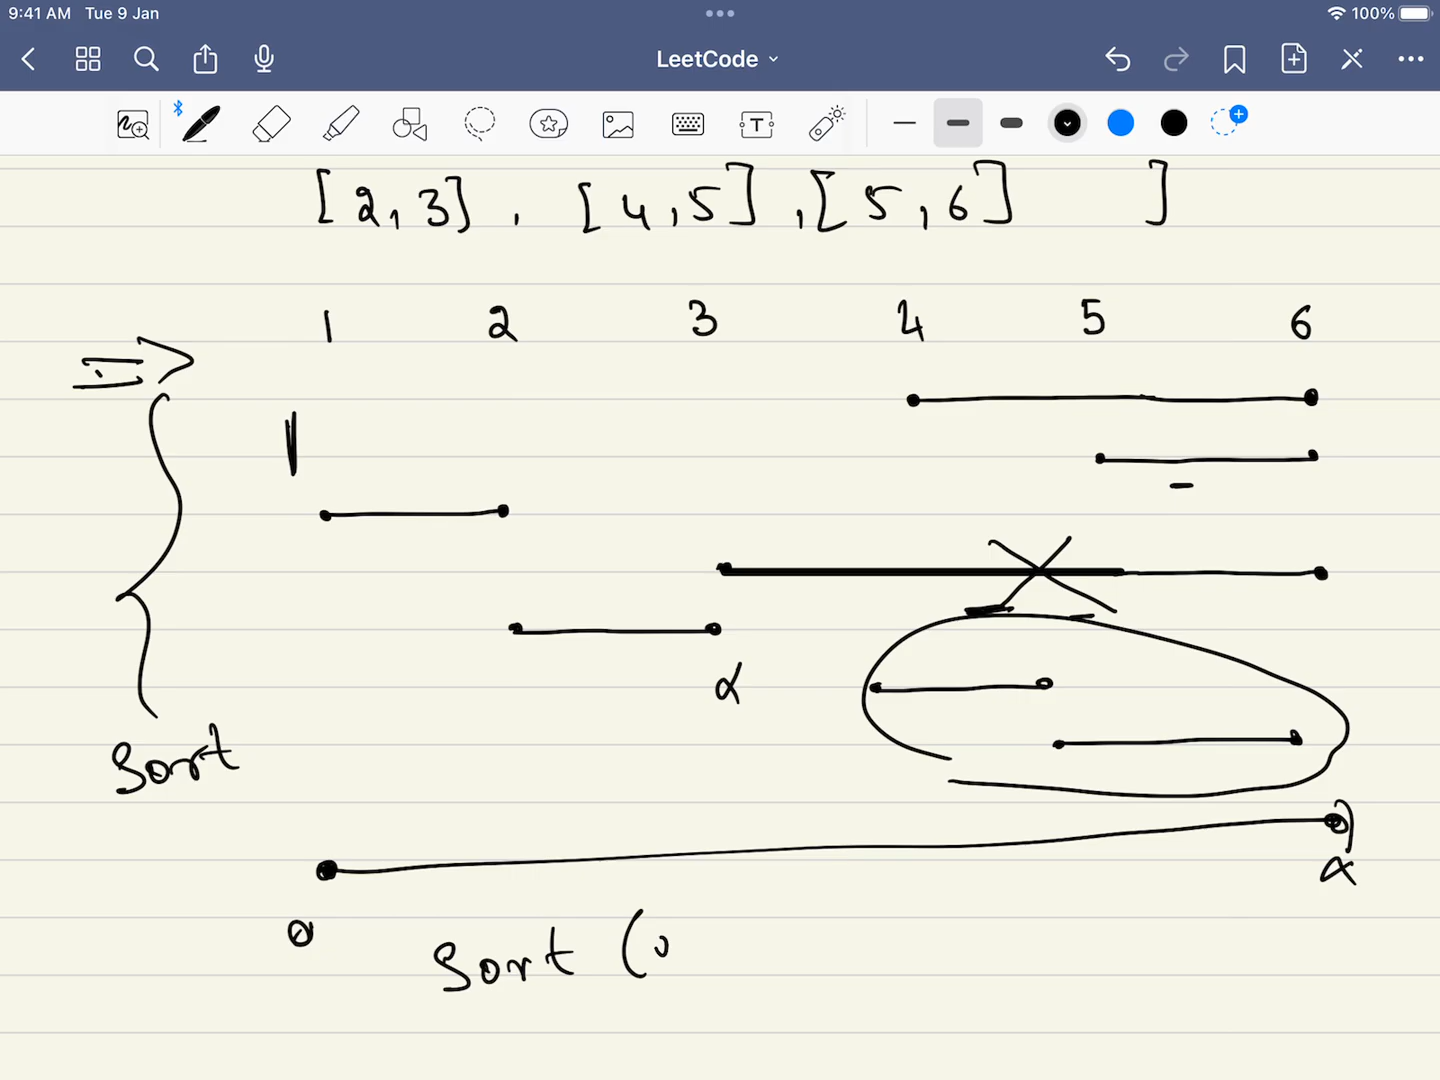 9:41 AM Tue 9 Jan
100%
LeetCode
T
[2,3], [4,5],[5,6] ]
1 2 3 4 5 6
α
Sort
α
Sort (